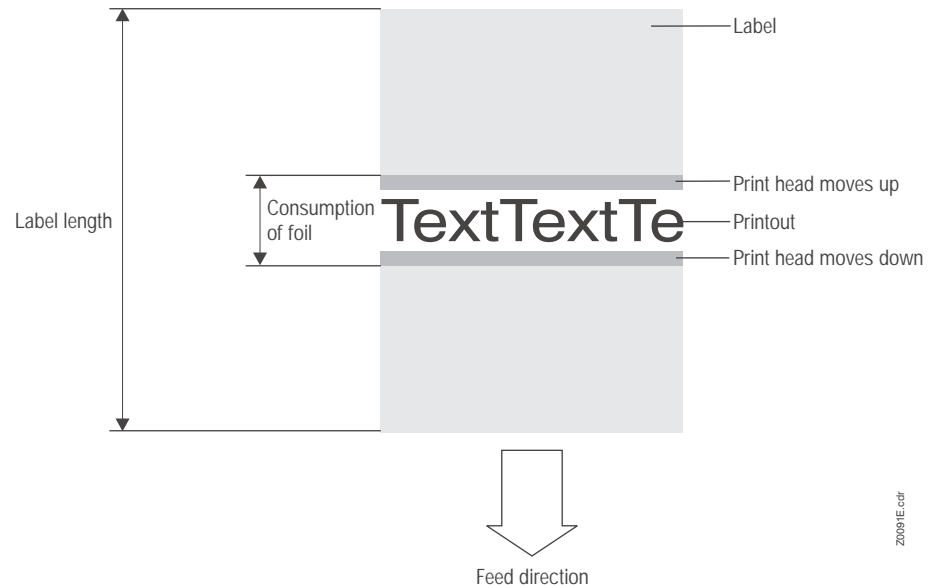 Label
Print head moves up
Label length
Consumption
of foil
TextTextTe
Printout
Print head moves down
Feed direction
Z0091E.cdr